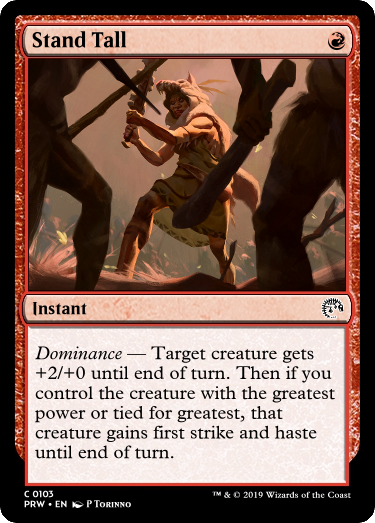 Stand Tall
Instant
Dominance — Target creature gets
+2/+0 until end of turn. Then if you
control the creature with the greatest
power or tied for greatest, that
creature gains first strike and haste
until end of turn.
C 0103
PRW • EN P Torinno
™ & © 2019 Wizards of the Coast